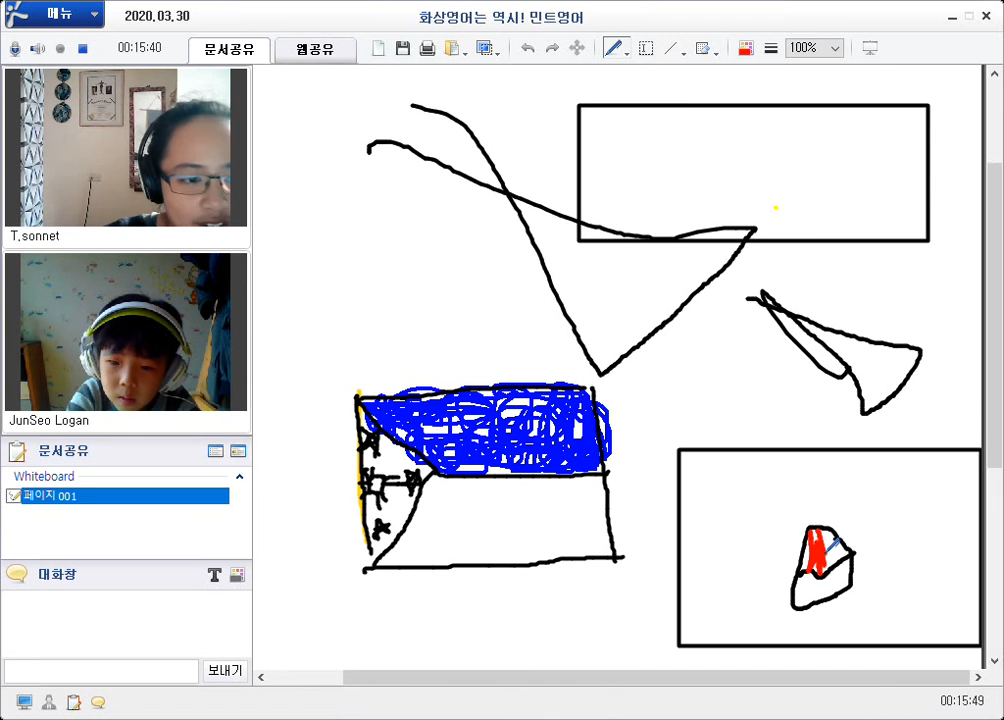 메뉴
2020,03,30
화상영어는 역시! 민트영어
00:15:40
문서공유
웹공유
100%
T.sonnet
JunSeo Logan
문서공유
Whiteboard
페이지 001
대화창
T
보내기
00:15:49